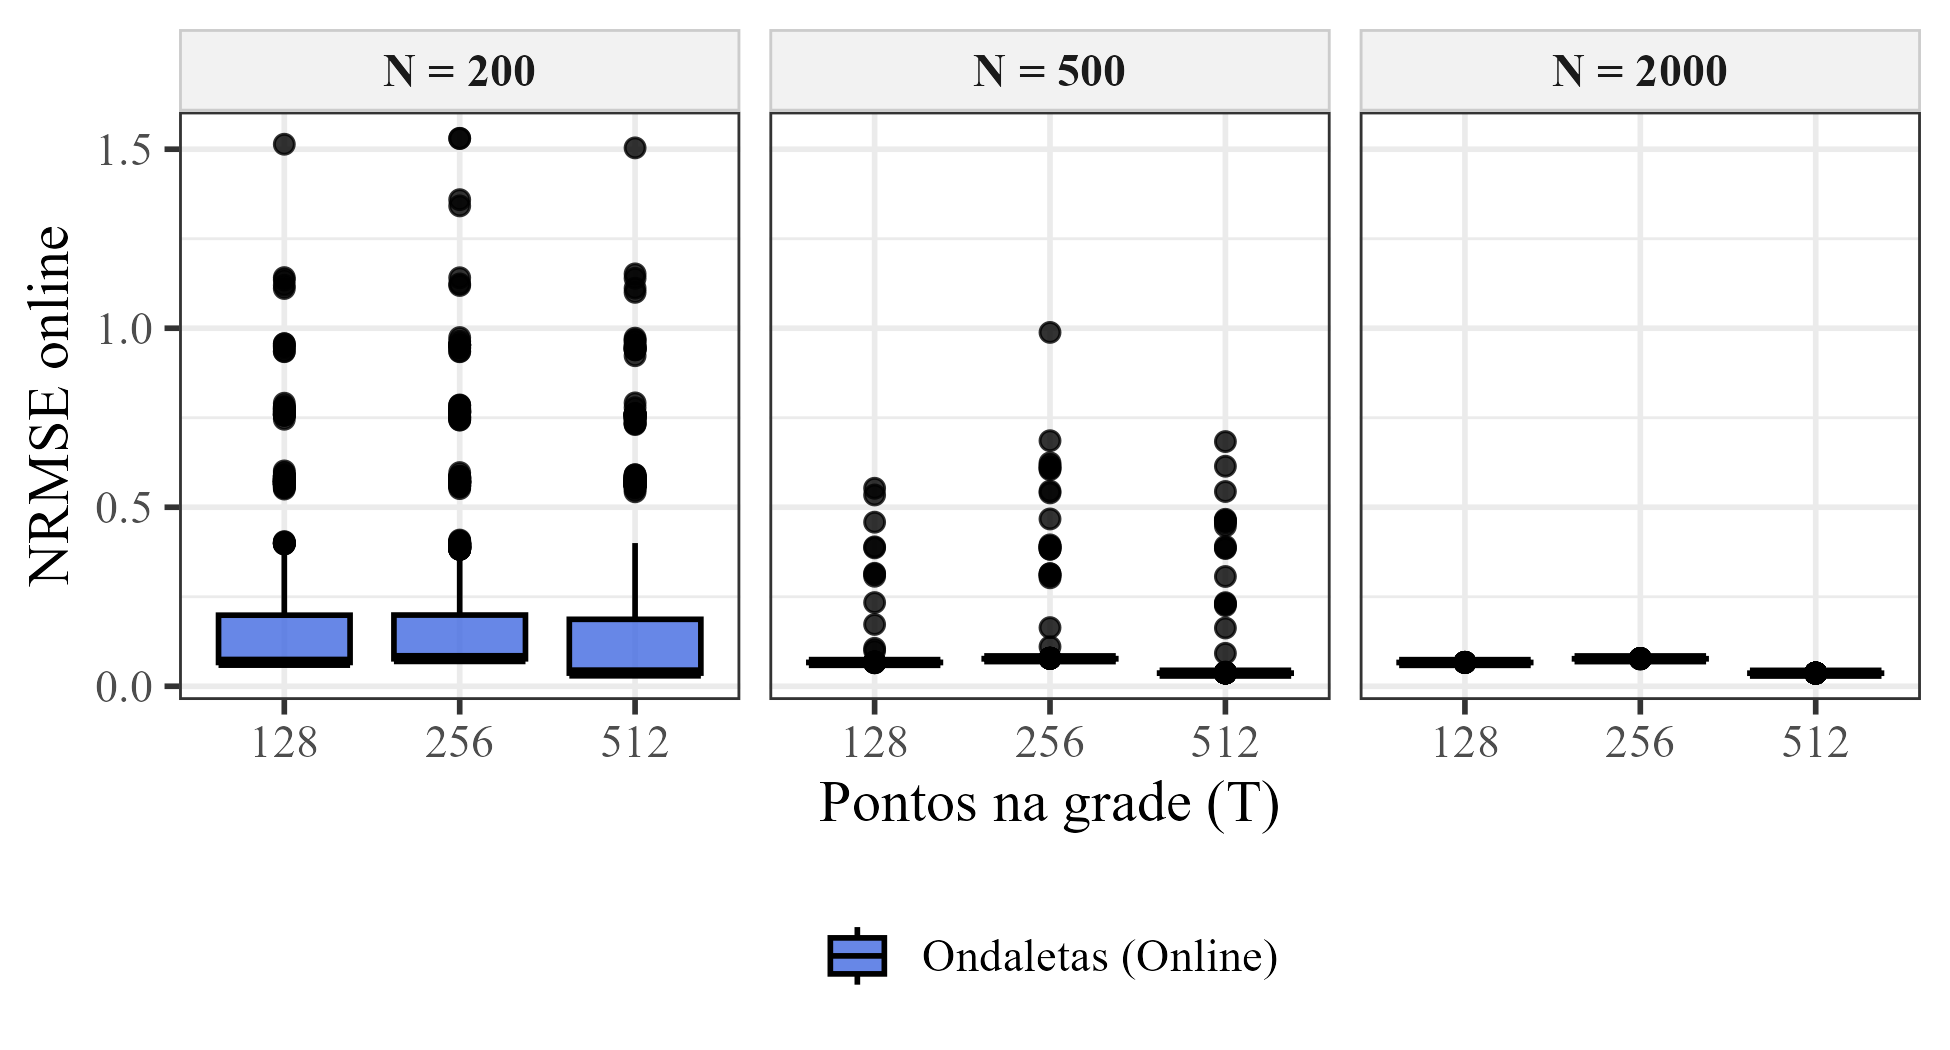 N = 200
N = 500
N = 2000
NRMSE online
1.5
1.0
0.5
0.0
128 256 512
128 256 512
128 256 512
Pontos na grade (T)
Ondaletas (Online)